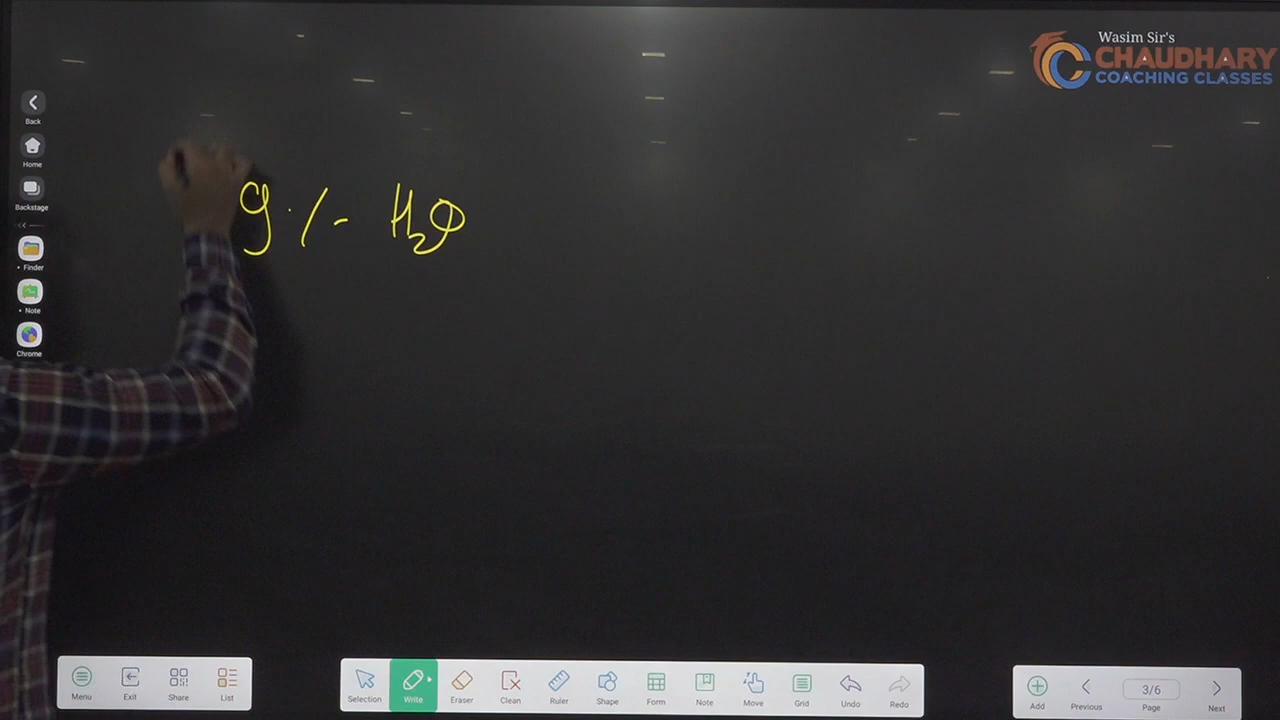 Wasim Sir's
CHAUDHARY
COACHING CLASSES
Back
Home
Backstage
Finder
Note
Chrome
9.%- H₂O
Menu
Exit
Share
List
Selection
Write
Eraser
Clean
Ruler
Shape
Form
Note
Move
Grid
Undo
Redo
Add
Previous
3/6
Page
Next